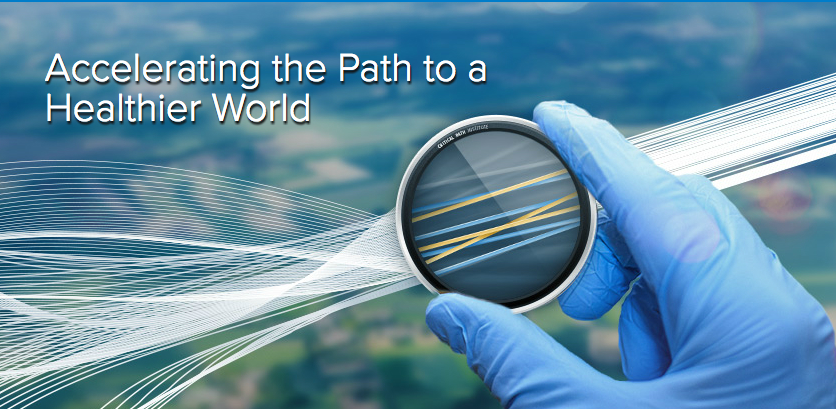 Accelerating the Path to a
Healthier World
CRITICAL PATH INSTITUTE